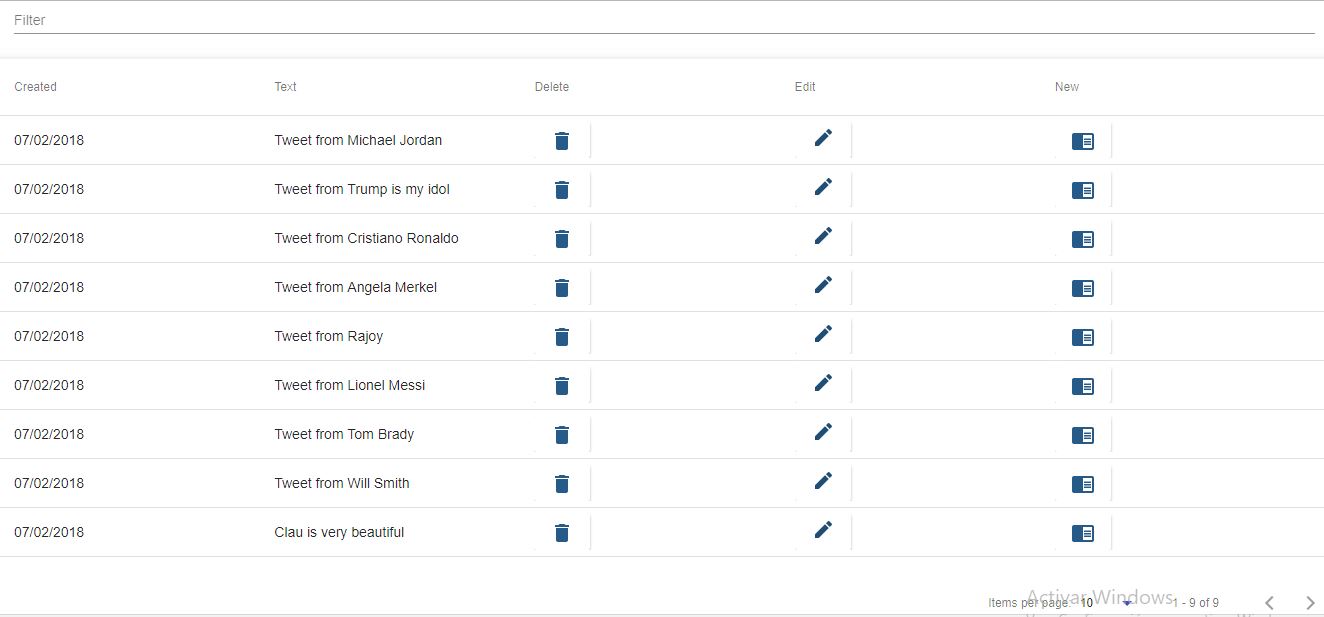 Filter
Created Text Delete Edit New
07/02/2018 Tweet from Michael Jordan
07/02/2018 Tweet from Trump is my idol
07/02/2018 Tweet from Cristiano Ronaldo
07/02/2018 Tweet from Angela Merkel
07/02/2018 Tweet from Rajoy
07/02/2018 Tweet from Lionel Messi
07/02/2018 Tweet from Tom Brady
07/02/2018 Tweet from Will Smith
07/02/2018 Clau is very beautiful
Items per page: 10 1 - 9 of 9
Activar Windows